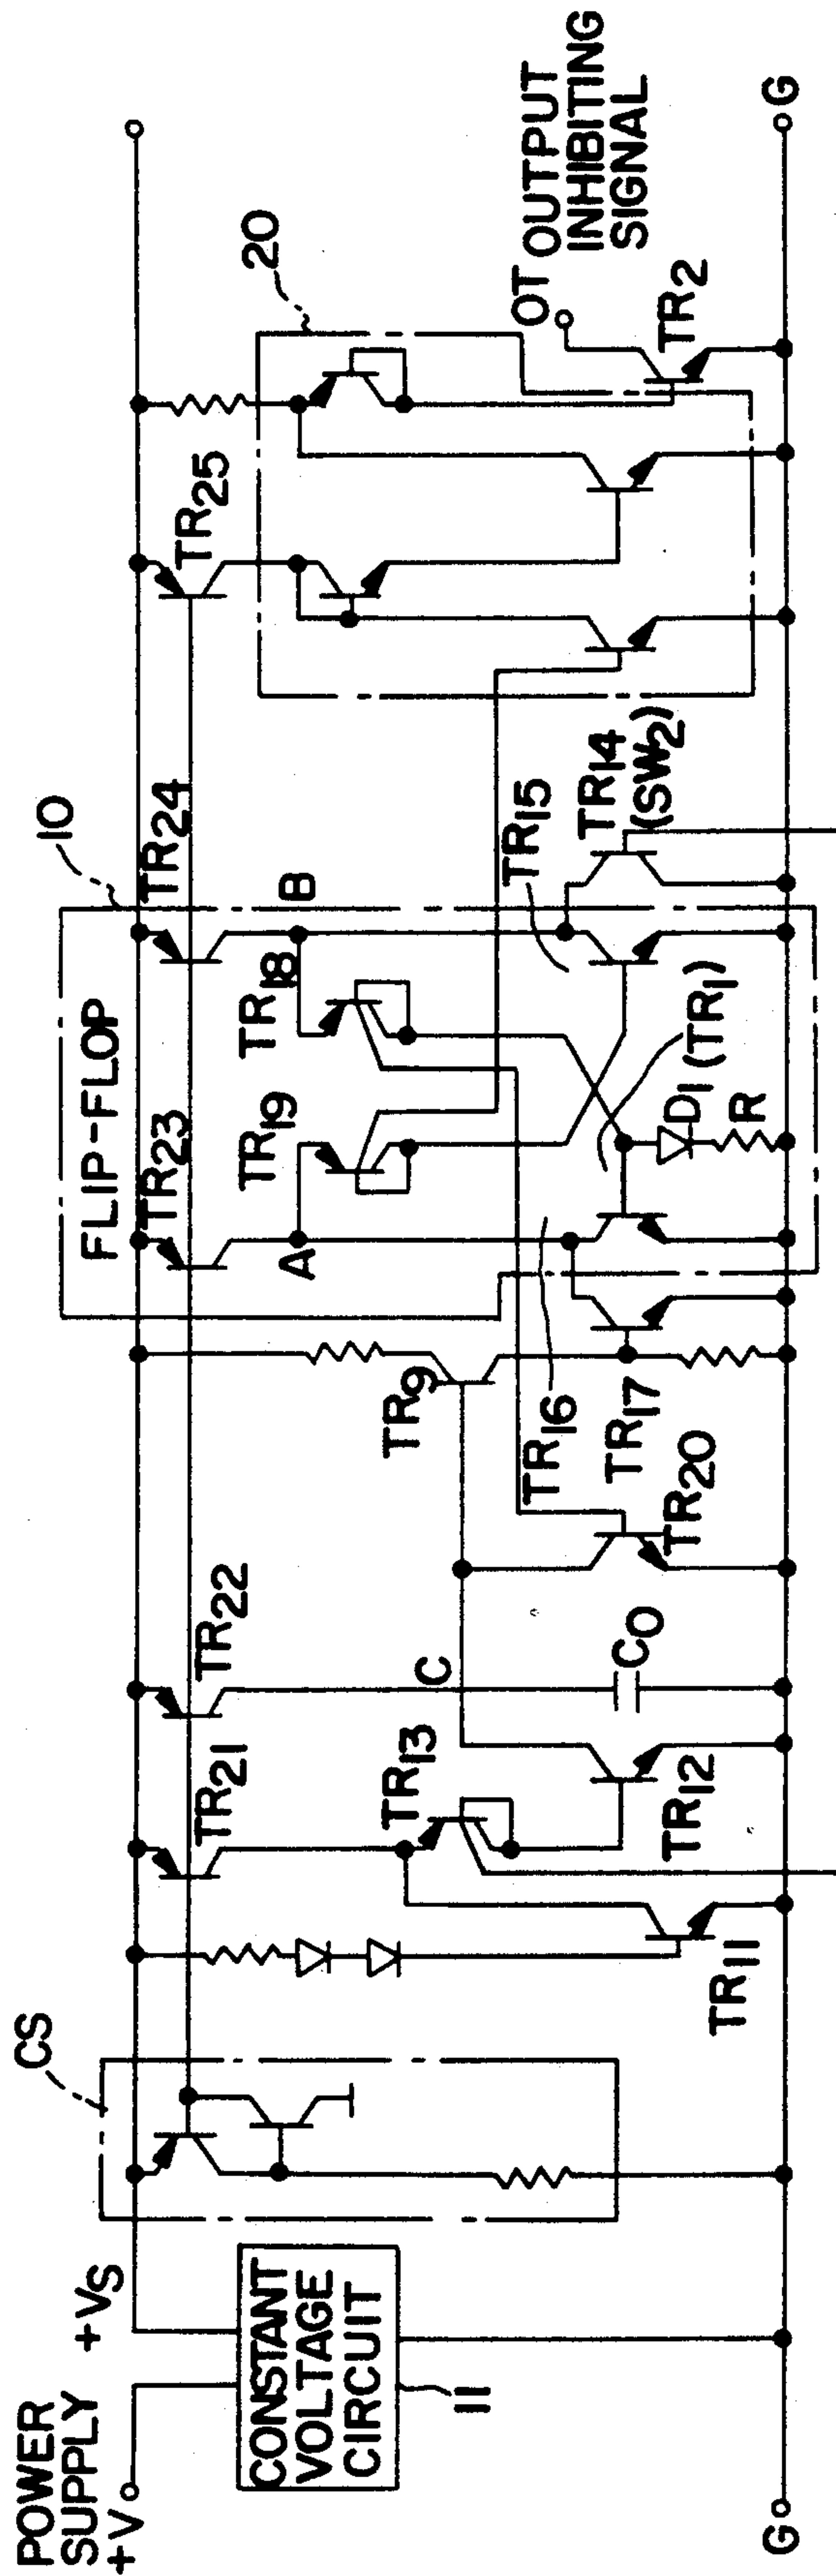 POWER
SUPPLY
+V
+VS
CONSTANT
VOLTAGE
CIRCUIT
11
G
CS
TR11
TR21
TR13
TR12
TR22
C
C0
TR20
TR9
TR17
TR16
10
FLIP-FLOP
TR23
A
TR19
TR18
TR24
B
D1 (TR1)
R
TR15
TR14
(SW2)
TR25
20
OT OUTPUT
INHIBITING
SIGNAL
TR2
G